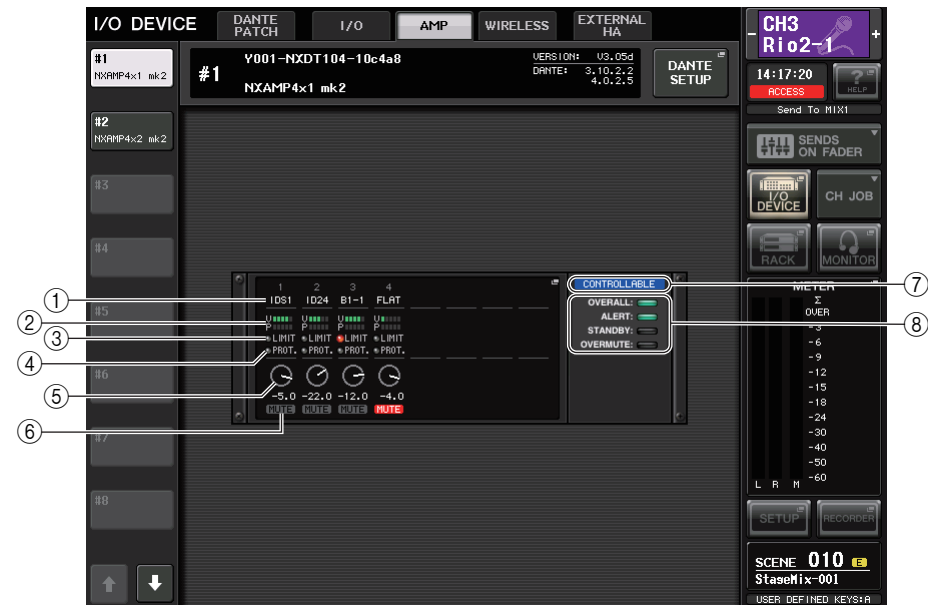 I/O DEVICE
DANTE PATCH
I/O
AMP
WIRELESS
EXTERNAL HA
#1
NXAMP4x1 mk2
#2
NXAMP4x2 mk2
#3
#4
#5
#6
#7
#8
#1
Y001-NXDT104-10c4a8
NXAMP4x1 mk2
VERSION: V3.05d
DANTE: 3.10.2.2
4.0.2.5
DANTE SETUP
1 2 3 4
IDS1 ID24 B1-1 FLAT
V V V V
P P P P
LIMIT LIMIT LIMIT LIMIT
PROT. PROT. PROT. PROT.
-5.0 -22.0 -12.0 -4.0
MUTE MUTE MUTE MUTE
CONTROLLABLE
OVERALL:
ALERT:
STANDBY:
OVERMUTE:
1
2
3
4
5
6
7
8
- CH3 +
Rio2-1
14:17:20
ACCESS
?
HELP
Send To MIX1
SENDS ON FADER
I/O DEVICE
CH JOB
RACK
MONITOR
METER
Σ
OVER
-3
-6
-9
-12
-15
-18
-24
-30
-40
-50
-60
L R M
SETUP
RECORDER
SCENE 010 E
StageMix-001
USER DEFINED KEYS:A